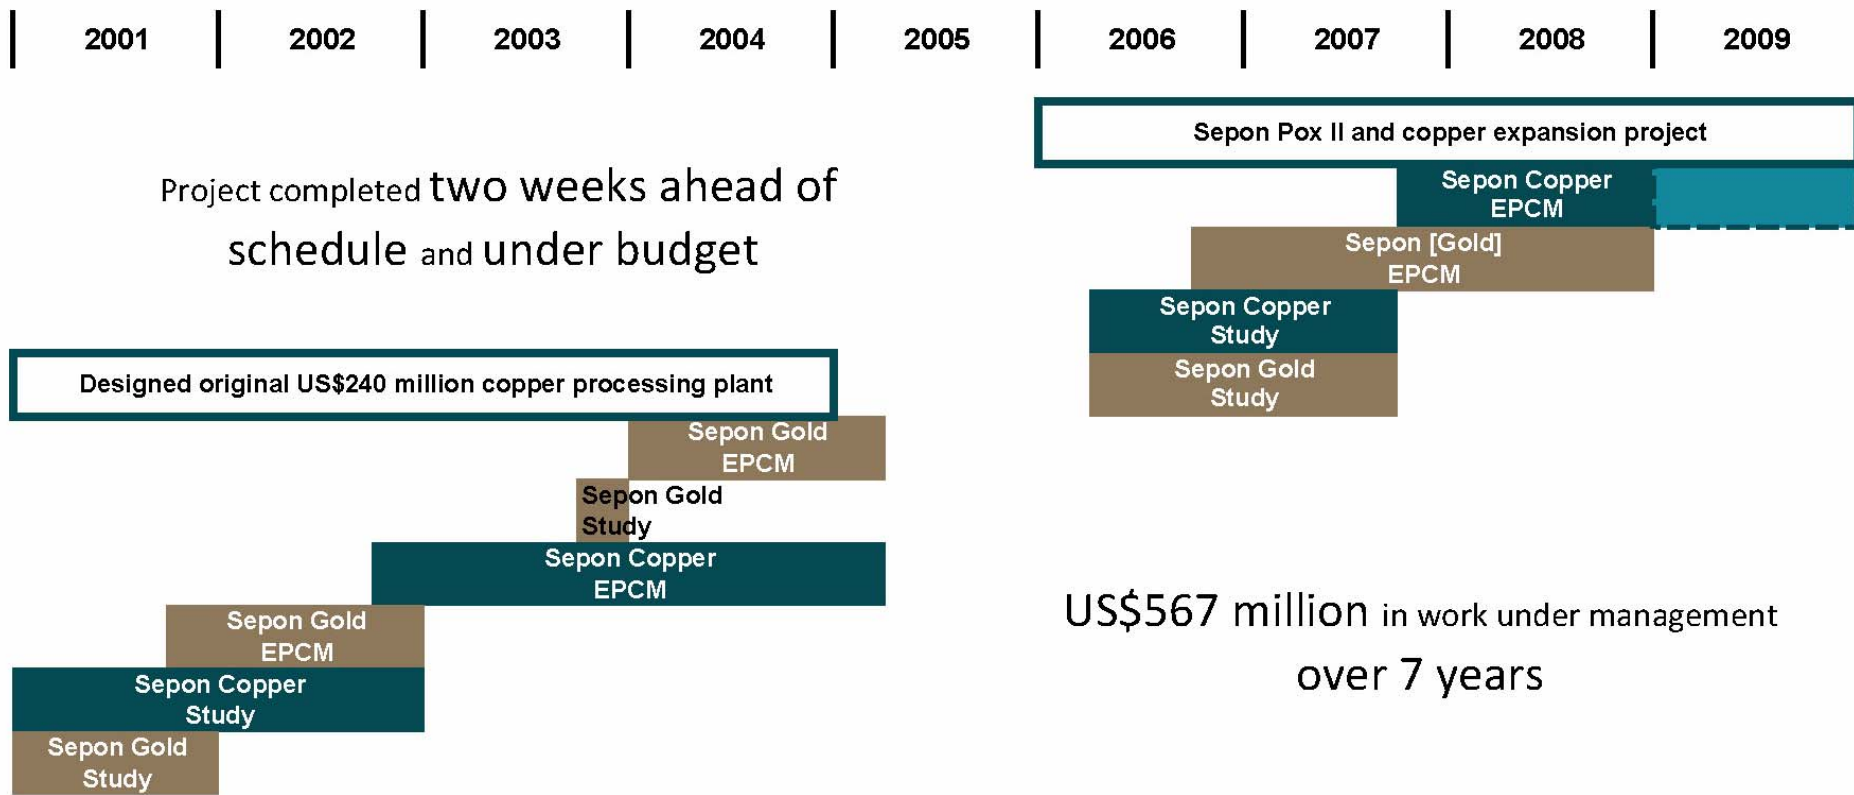 2001 2002 2003 2004 2005 2006 2007 2008 2009
Project completed two weeks ahead of
schedule and under budget
Designed original US$240 million copper processing plant
Sepon Gold
EPCM
Sepon Gold
Study
Sepon Copper
EPCM
Sepon Gold
EPCM
Sepon Copper
Study
Sepon Gold
Study
Sepon Pox II and copper expansion project
Sepon Copper
EPCM
Sepon [Gold]
EPCM
Sepon Copper
Study
Sepon Gold
Study
US$567 million in work under management
over 7 years